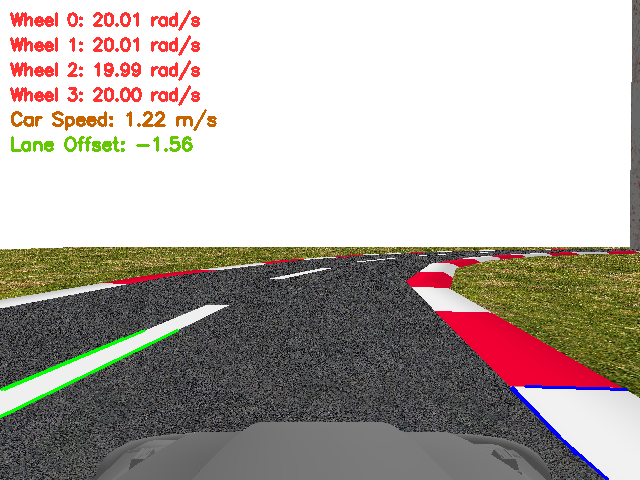 Wheel 0: 20.01 rad/s
Wheel 1: 20.01 rad/s
Wheel 2: 19.99 rad/s
Wheel 3: 20.00 rad/s
Car Speed: 1.22 m/s
Lane Offset: -1.56